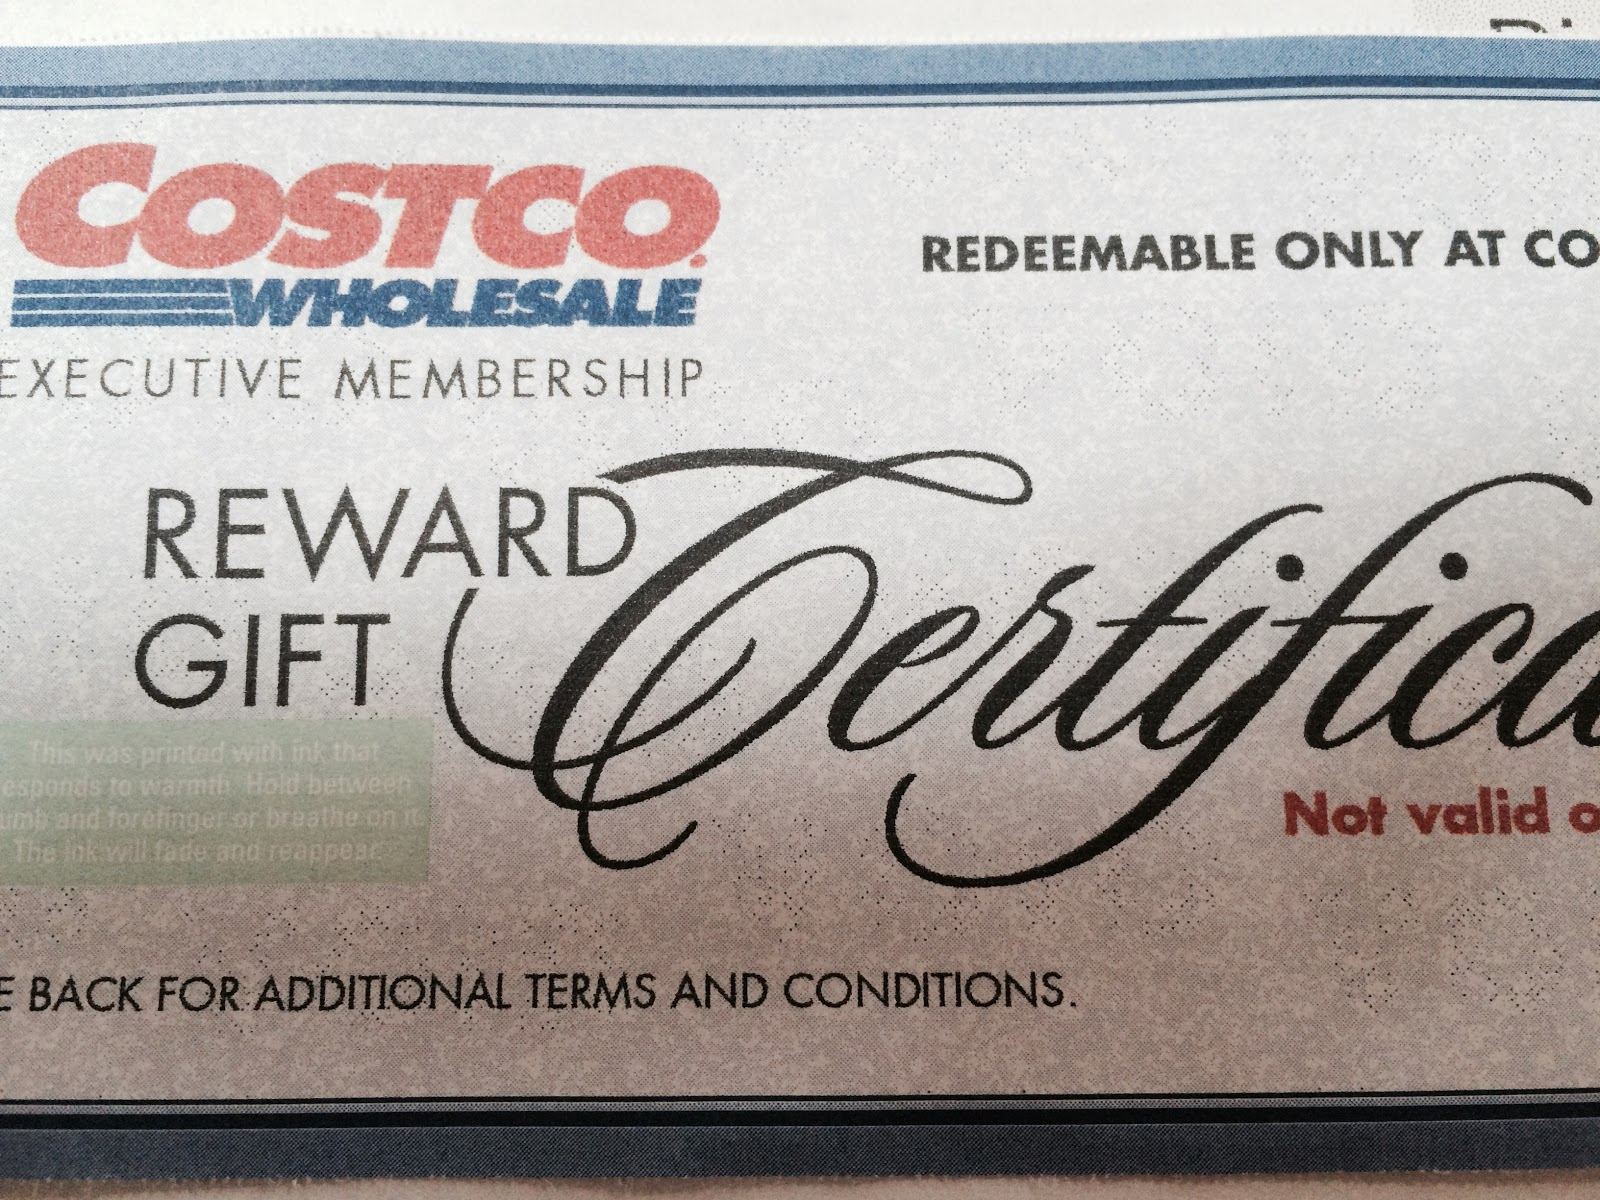 COSTCO
WHOLESALE
EXECUTIVE MEMBERSHIP
REDEEMABLE ONLY AT CO
REWARD
GIFT
Certifica
This was printed with ink that
esponds to warmth. Hold between
umb and forefinger or breathe on it.
The ink will fade and reappear.
Not valid o
E BACK FOR ADDITIONAL TERMS AND CONDITIONS.